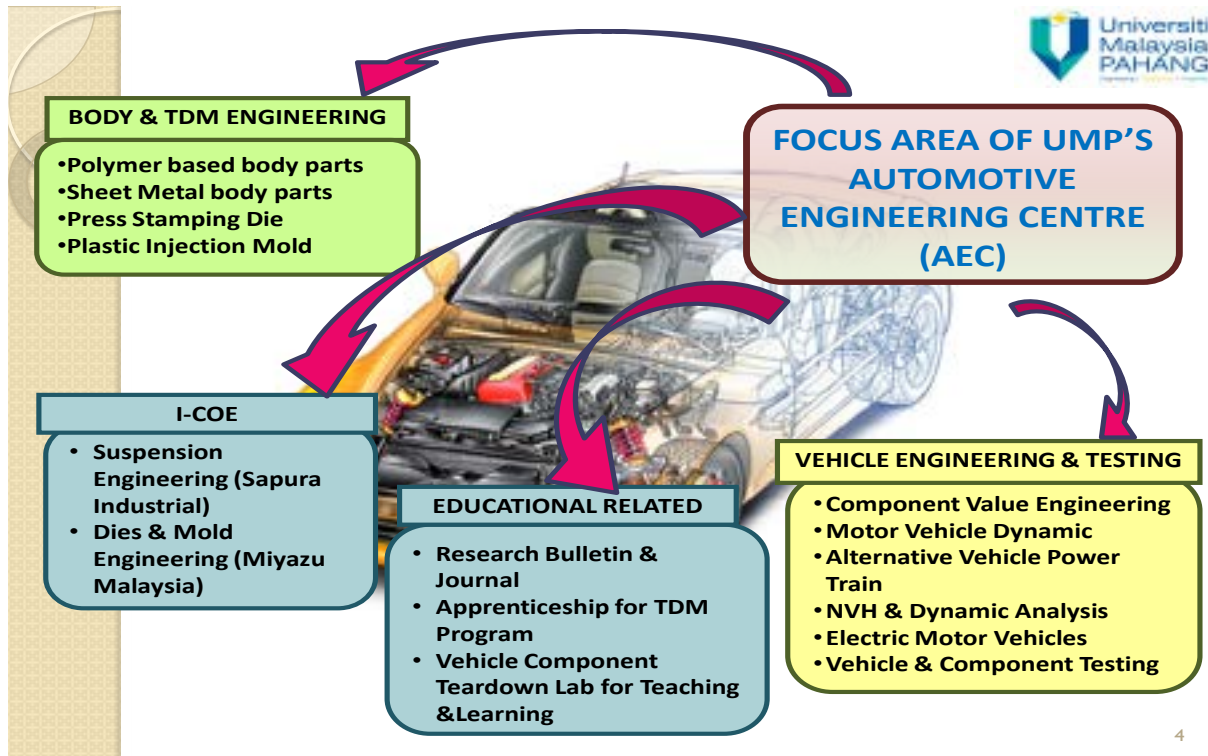 Universiti
Malaysia
PAHANG
BODY & TDM ENGINEERING
•Polymer based body parts
•Sheet Metal body parts
•Press Stamping Die
•Plastic Injection Mold
FOCUS AREA OF UMP’S
AUTOMOTIVE
ENGINEERING CENTRE
(AEC)
I-COE
• Suspension
Engineering (Sapura
Industrial)
• Dies & Mold
Engineering (Miyazu
Malaysia)
EDUCATIONAL RELATED
• Research Bulletin &
Journal
• Apprenticeship for TDM
Program
• Vehicle Component
Teardown Lab for Teaching
&Learning
VEHICLE ENGINEERING & TESTING
•Component Value Engineering
•Motor Vehicle Dynamic
•Alternative Vehicle Power
Train
•NVH & Dynamic Analysis
•Electric Motor Vehicles
•Vehicle & Component Testing
4